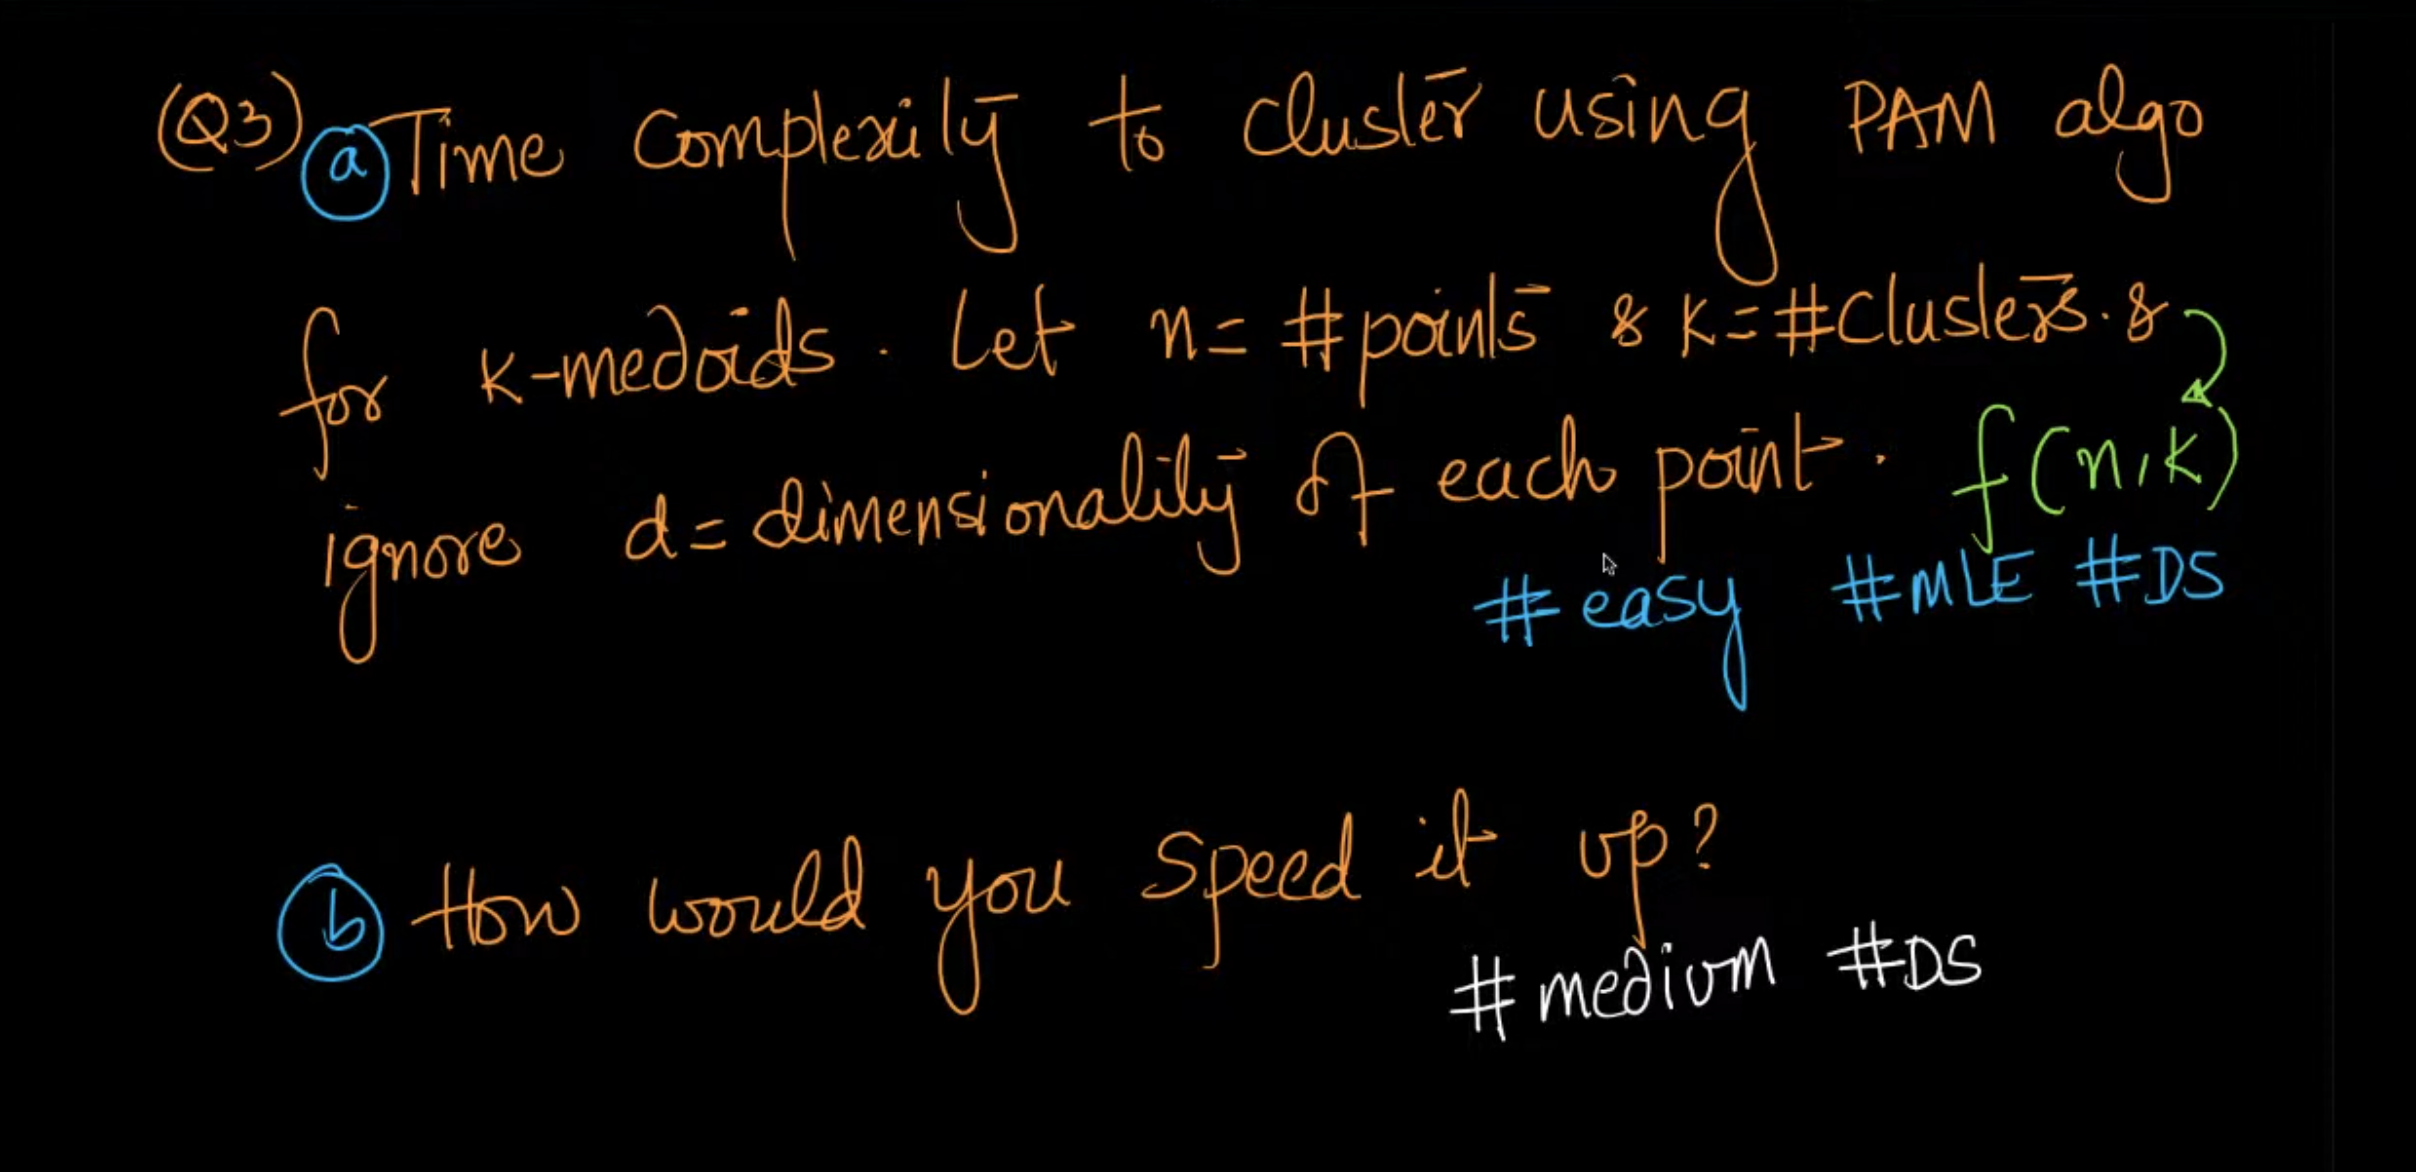 (Q3) a Time complexity to cluster using PAM algo
for k-medoids. Let n = #points & k = #clusters. &
ignore d = dimensionality of each point. f(n,k)
#easy #MLE #DS
b How would you speed it up?
#medium #DS